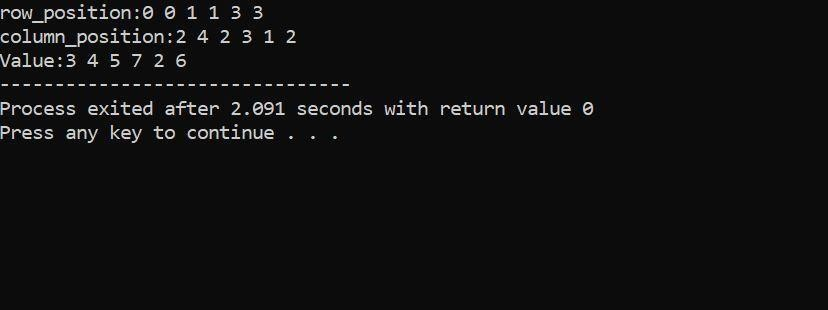 row_position:0 0 1 1 3 3
column_position:2 4 2 3 1 2
Value:3 4 5 7 2 6
--------------------------------
Process exited after 2.091 seconds with return value 0
Press any key to continue . . .